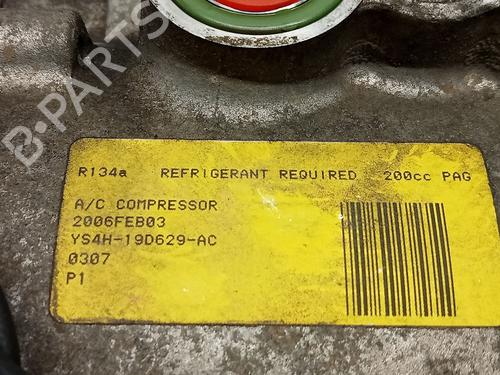 B-PARTS
R134a REFRIGERANT REQUIRED 200cc PAG
A/C COMPRESSOR
2006FEB03
YS4H-19D629-AC
0307
P1